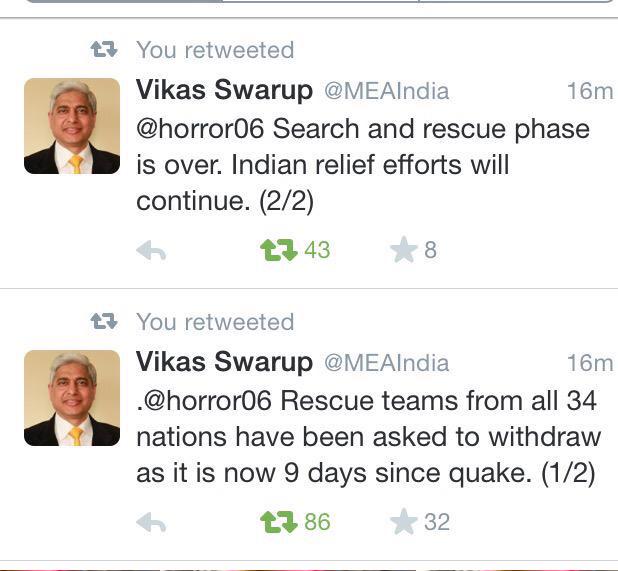 You retweeted
Vikas Swarup @MEAIndia 16m
@horror06 Search and rescue phase
is over. Indian relief efforts will
continue. (2/2)
43 8
You retweeted
Vikas Swarup @MEAIndia 16m
.@horror06 Rescue teams from all 34
nations have been asked to withdraw
as it is now 9 days since quake. (1/2)
86 32